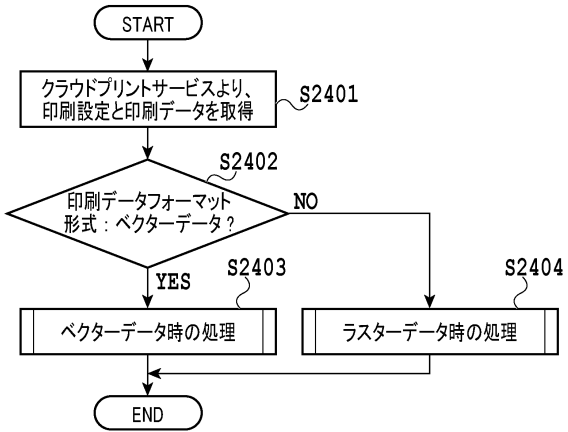 START
クラウドプリントサービスより、
印刷設定と印刷データを取得
S2401
S2402
印刷データフォーマット
形式：ベクターデータ？
NO
YES
S2403
S2404
ベクターデータ時の処理
ラスターデータ時の処理
END